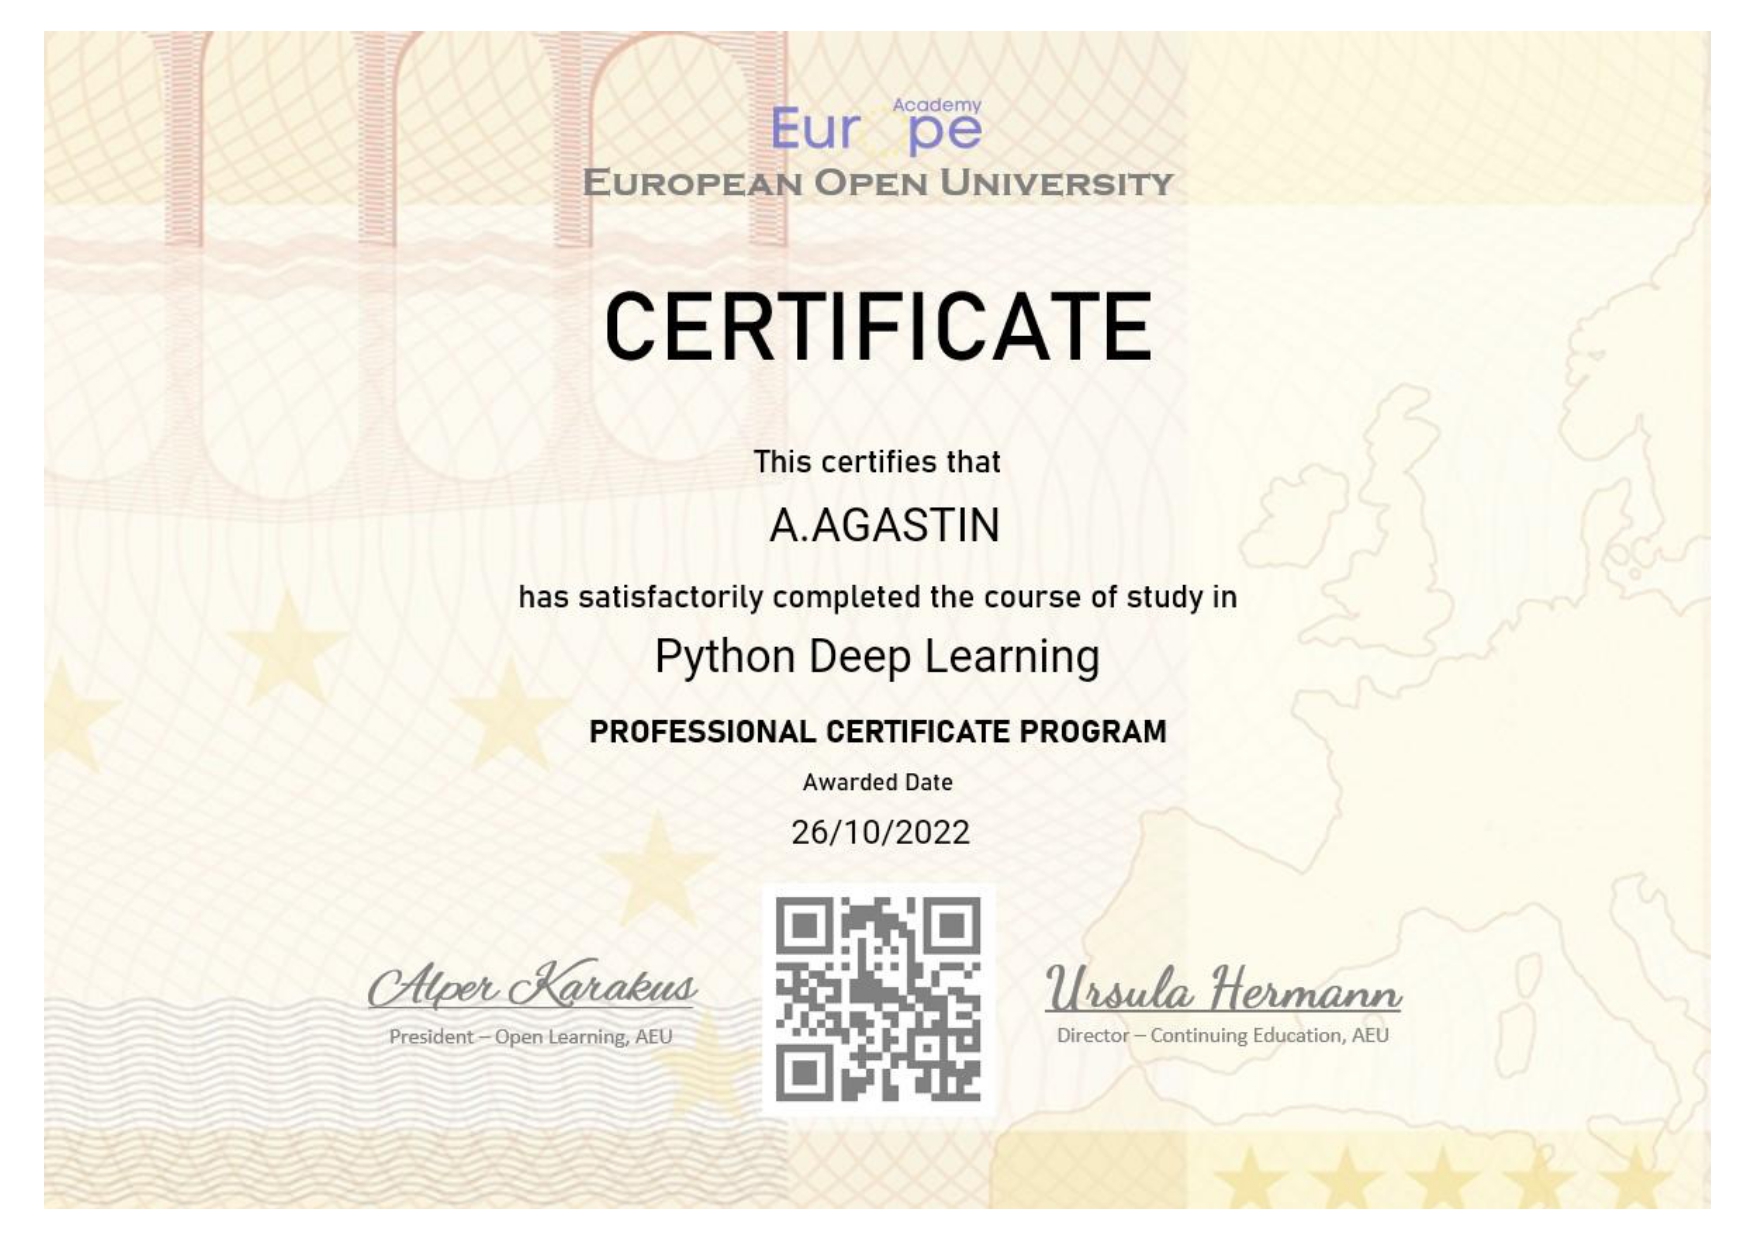 Academy
Europe
EUROPEAN OPEN UNIVERSITY
CERTIFICATE
This certifies that
A.AGASTIN
has satisfactorily completed the course of study in
Python Deep Learning
PROFESSIONAL CERTIFICATE PROGRAM
Awarded Date
26/10/2022
Alper Karakus
President – Open Learning, AEU
Ursula Hermann
Director – Continuing Education, AEU